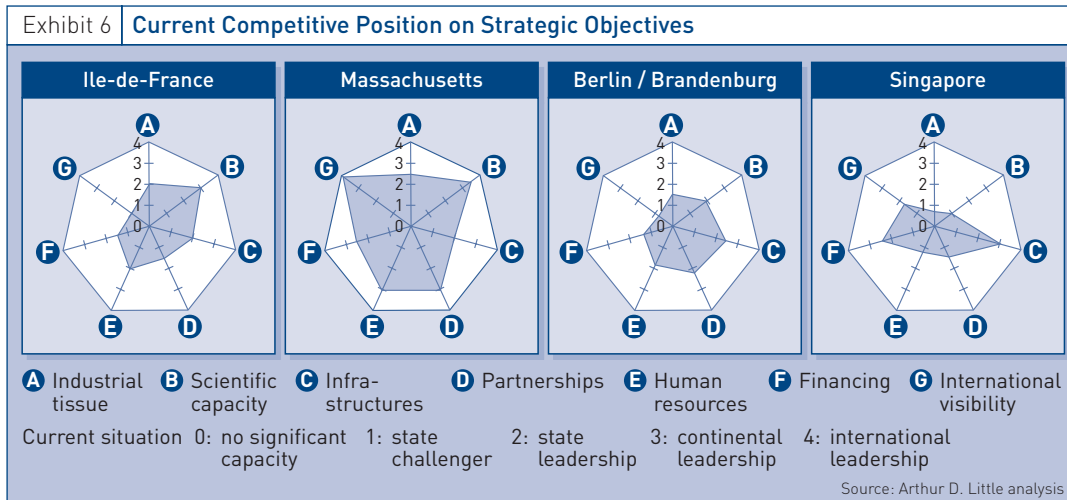 Exhibit 6 Current Competitive Position on Strategic Objectives
Ile-de-France
A
4
3
2
1
0
B
C
D
E
F
G
Massachusetts
A
4
3
2
1
0
B
C
D
E
F
G
Berlin / Brandenburg
A
4
3
2
1
0
B
C
D
E
F
G
Singapore
A
4
3
2
1
0
B
C
D
E
F
G
A Industrial tissue
B Scientific capacity
C Infra-structures
D Partnerships
E Human resources
F Financing
G International visibility
Current situation 0: no significant capacity 1: state challenger 2: state leadership 3: continental leadership 4: international leadership
Source: Arthur D. Little analysis